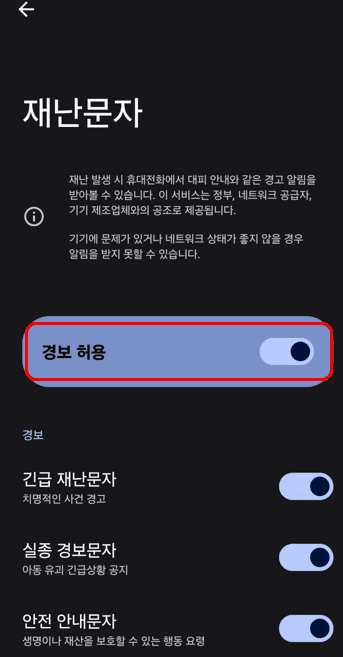 재난문자
재난 발생 시 휴대전화에서 대피 안내와 같은 경고 알림을
받아볼 수 있습니다. 이 서비스는 정부, 네트워크 공급자,
기기 제조업체와의 공조로 제공됩니다.
기기에 문제가 있거나 네트워크 상태가 좋지 않을 경우
알림을 받지 못할 수 있습니다.
경보 허용
경보
긴급 재난문자
치명적인 사건 경고
실종 경보문자
아동 유괴 긴급상황 공지
안전 안내문자
생명이나 재산을 보호할 수 있는 행동 요령